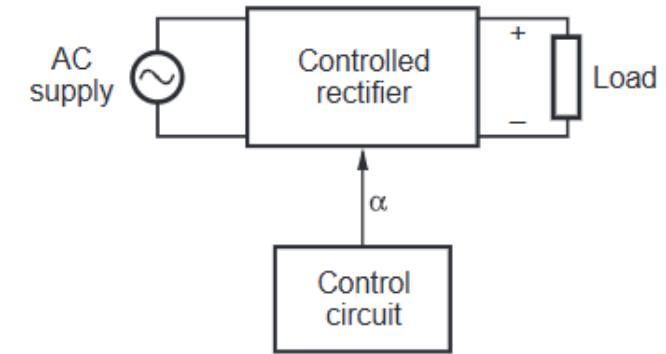 AC
supply
Controlled
rectifier
+
–
Load
α
Control
circuit